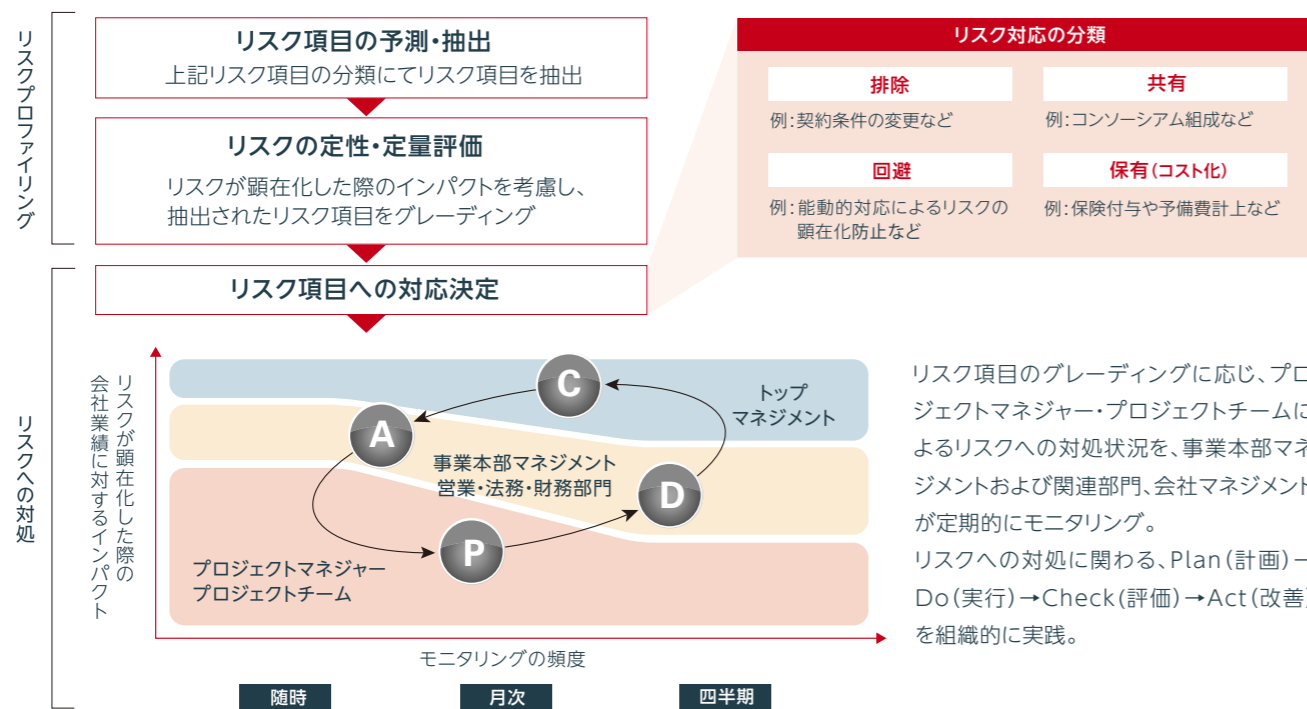 リスクプロファイリング
リスク項目の予測・抽出
上記リスク項目の分類にてリスク項目を抽出
リスクの定性・定量評価
リスクが顕在化した際のインパクトを考慮し、
抽出されたリスク項目をグレーディング
リスク対応の分類
排除
例:契約条件の変更など
共有
例:コンソーシアム組成など
回避
例:能動的対応によるリスクの
顕在化防止など
保有(コスト化)
例:保険付与や予備費計上など
リスクへの対処
リスク項目への対応決定
リスクが顕在化した際の
会社業績に対するインパクト
C
トップ
マネジメント
A
事業本部マネジメント
営業・法務・財務部門
D
P
プロジェクトマネジャー
プロジェクトチーム
モニタリングの頻度
随時
月次
四半期
リスク項目のグレーディングに応じ、プロ
ジェクトマネジャー・プロジェクトチームに
よるリスクへの対処状況を、事業本部マネ
ジメントおよび関連部門、会社マネジメント
が定期的にモニタリング。
リスクへの対処に関わる、Plan(計画)→
Do(実行)→Check(評価)→Act(改善)
を組織的に実践。